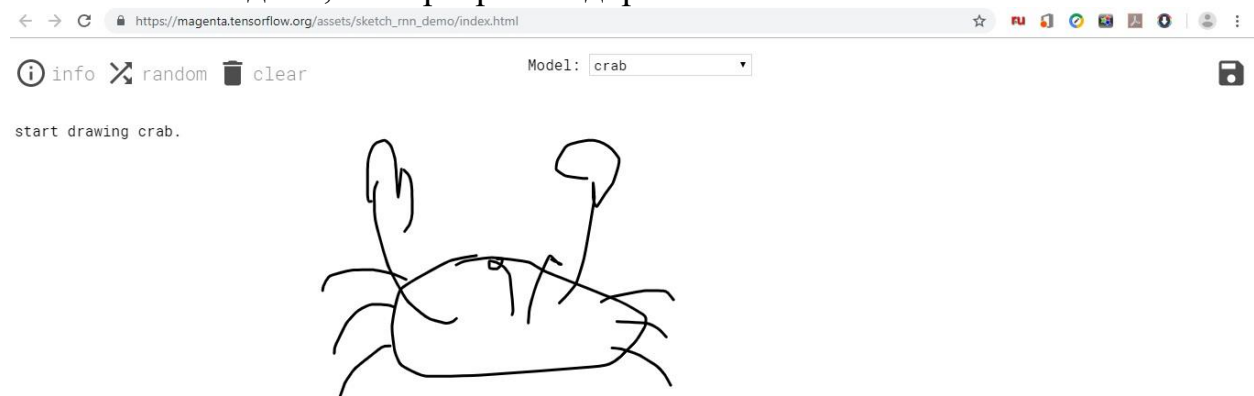 https://magenta.tensorflow.org/assets/sketch_rnn_demo/index.html
info random clear
Model: crab
start drawing crab.